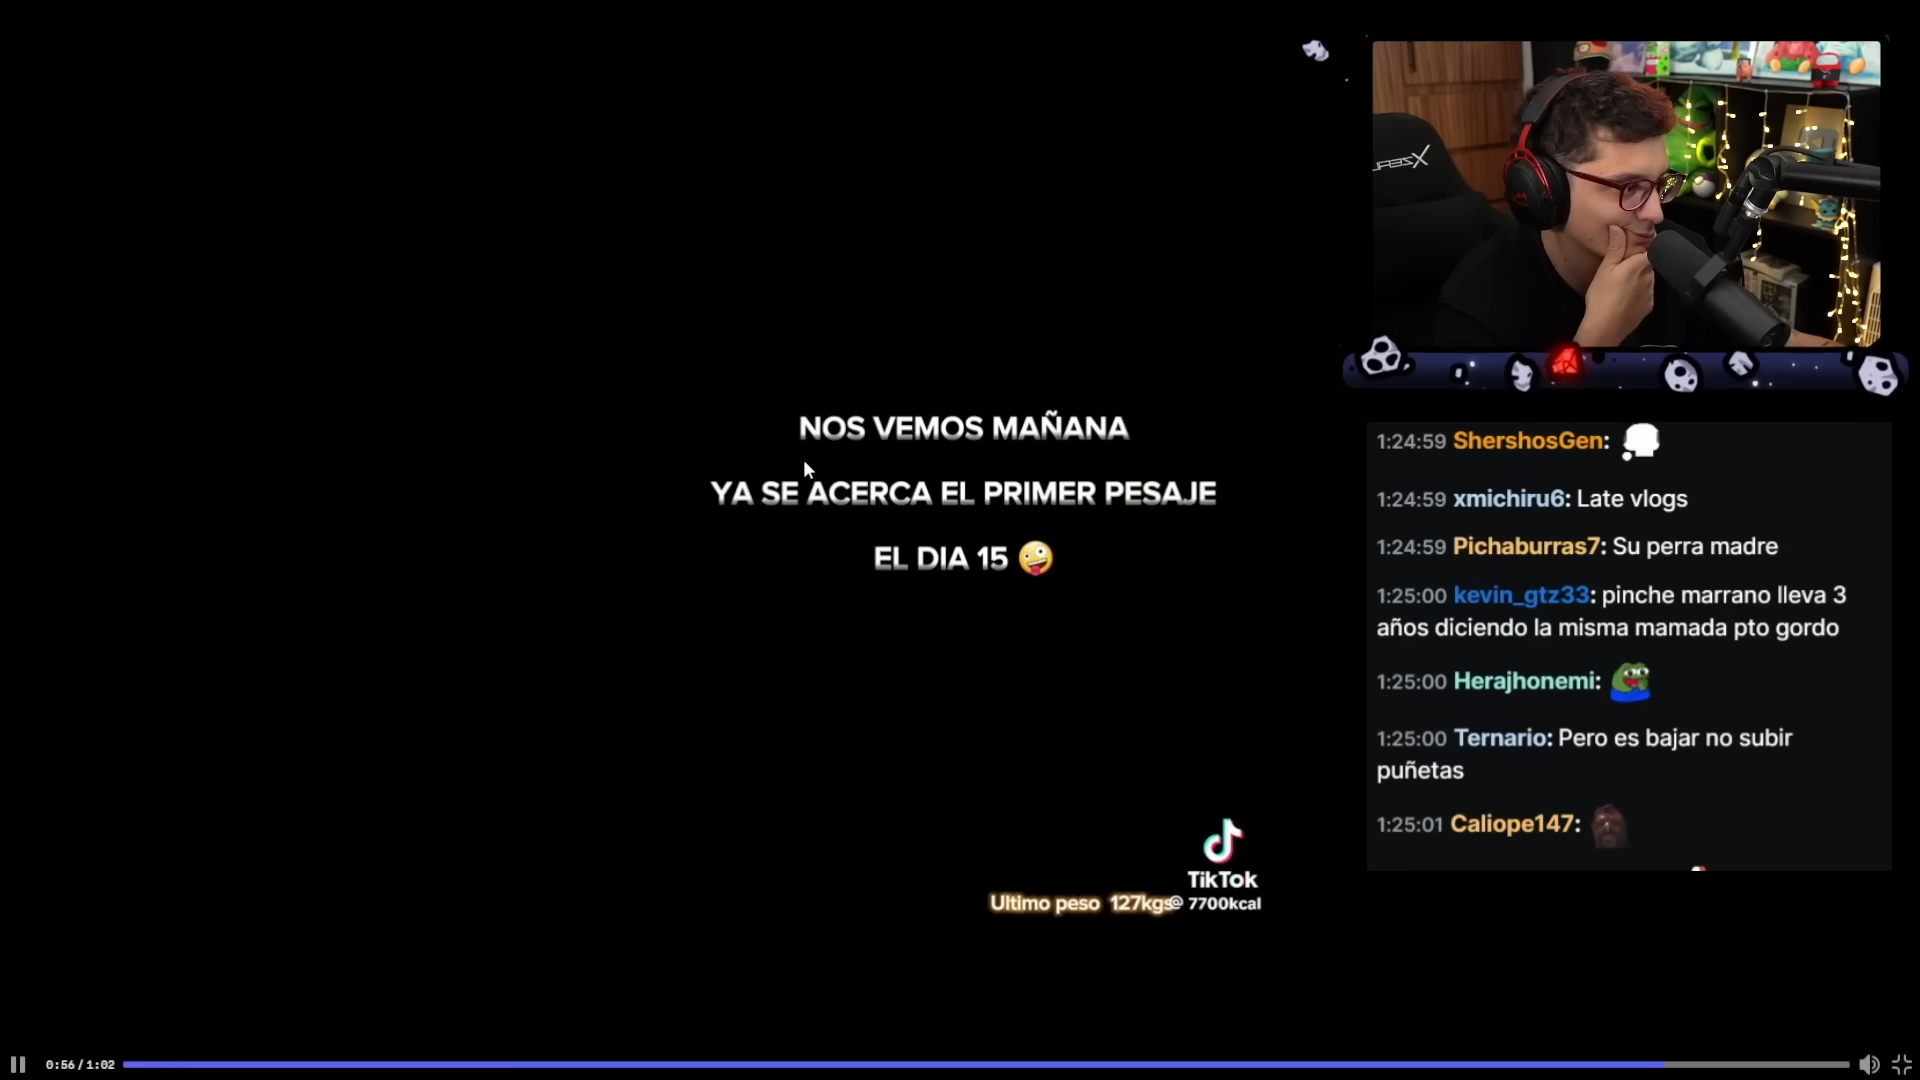 NOS VEMOS MAÑANA
YA SE ACERCA EL PRIMER PESAJE
EL DIA 15 🤪
TikTok
Ultimo peso 127kgs
@ 7700kcal
1:24:59 ShershosGen:
1:24:59 xmichiru6: Late vlogs
1:24:59 Pichaburras7: Su perra madre
1:25:00 kevin_gtz33: pinche marrano lleva 3
años diciendo la misma mamada pto gordo
1:25:00 Herajhonemi:
1:25:00 Ternario: Pero es bajar no subir
puñetas
1:25:01 Caliope147:
0:56 / 1:02